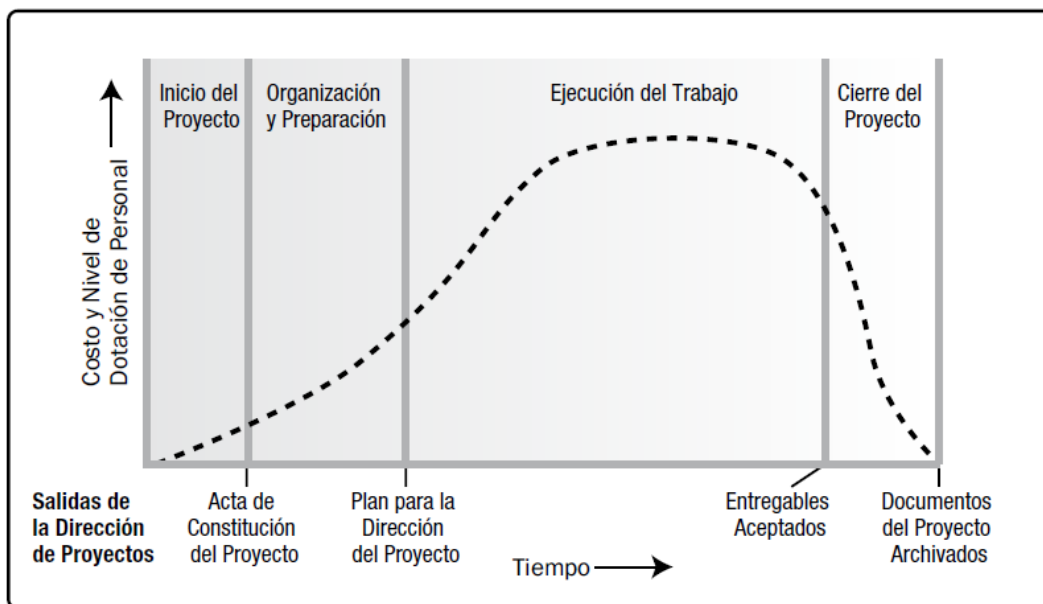 Inicio del
Proyecto
Organización
y Preparación
Ejecución del Trabajo
Cierre del
Proyecto
Costo y Nivel de
Dotación de Personal
Salidas de
la Dirección
de Proyectos
Acta de
Constitución
del Proyecto
Plan para la
Dirección
del Proyecto
Entregables
Aceptados
Documentos
del Proyecto
Archivados
Tiempo